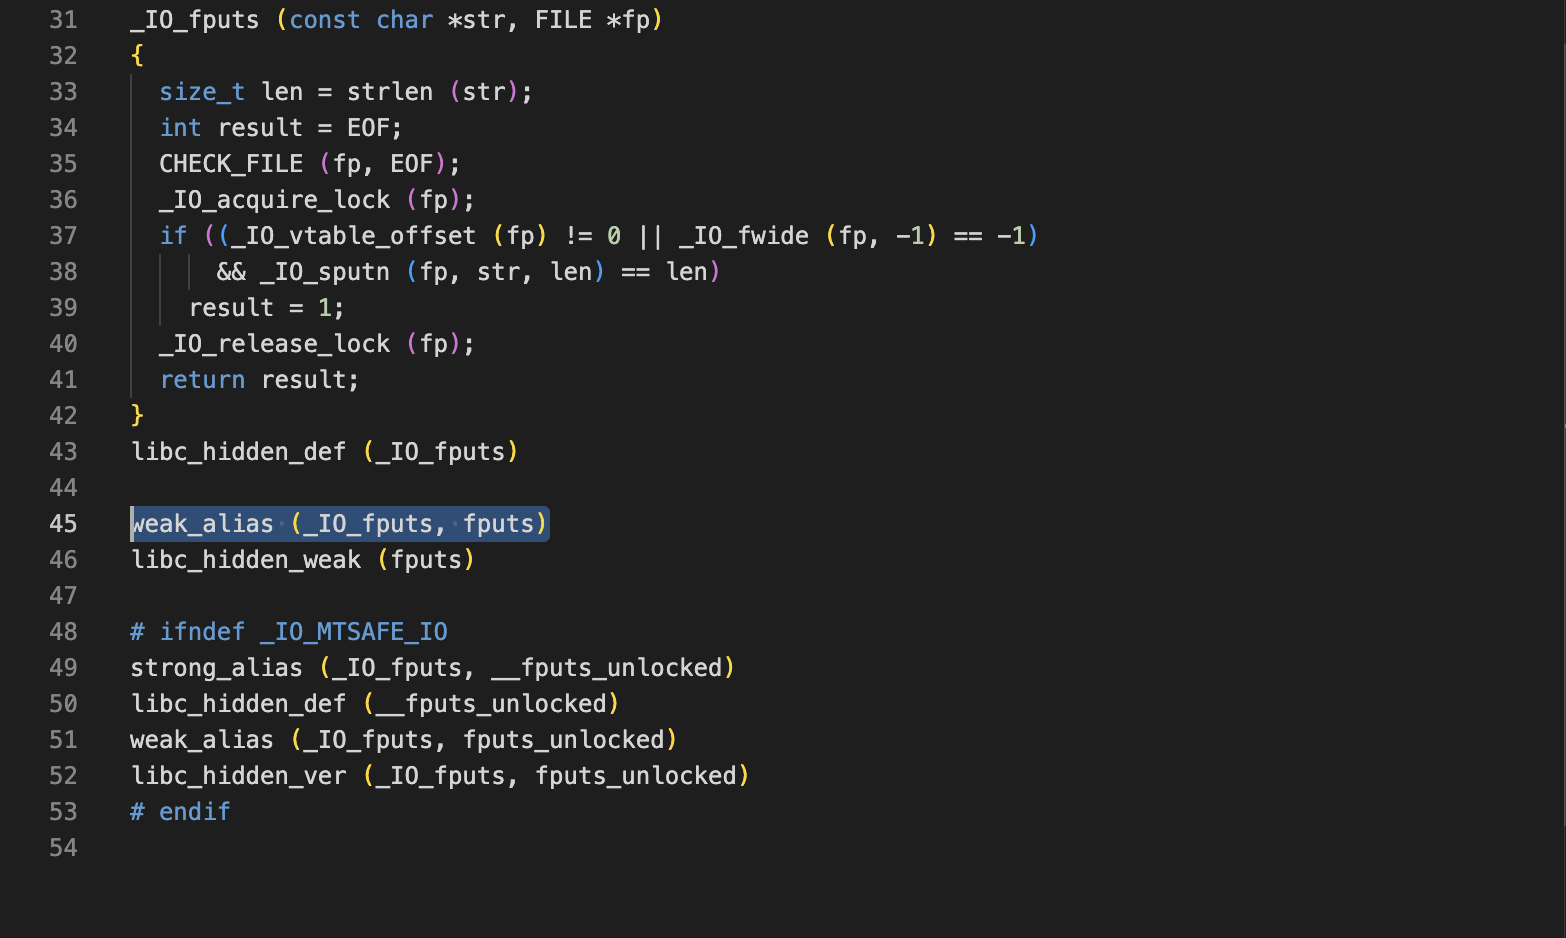 31 _IO_fputs (const char *str, FILE *fp)
32 {
33   size_t len = strlen (str);
34   int result = EOF;
35   CHECK_FILE (fp, EOF);
36   _IO_acquire_lock (fp);
37   if ((_IO_vtable_offset (fp) != 0 || _IO_fwide (fp, -1) == -1)
38       && _IO_sputn (fp, str, len) == len)
39     result = 1;
40   _IO_release_lock (fp);
41   return result;
42 }
43 libc_hidden_def (_IO_fputs)
44
45 weak_alias (_IO_fputs, fputs)
46 libc_hidden_weak (fputs)
47
48 # ifndef _IO_MTSAFE_IO
49 strong_alias (_IO_fputs, __fputs_unlocked)
50 libc_hidden_def (__fputs_unlocked)
51 weak_alias (_IO_fputs, fputs_unlocked)
52 libc_hidden_ver (_IO_fputs, fputs_unlocked)
53 # endif
54